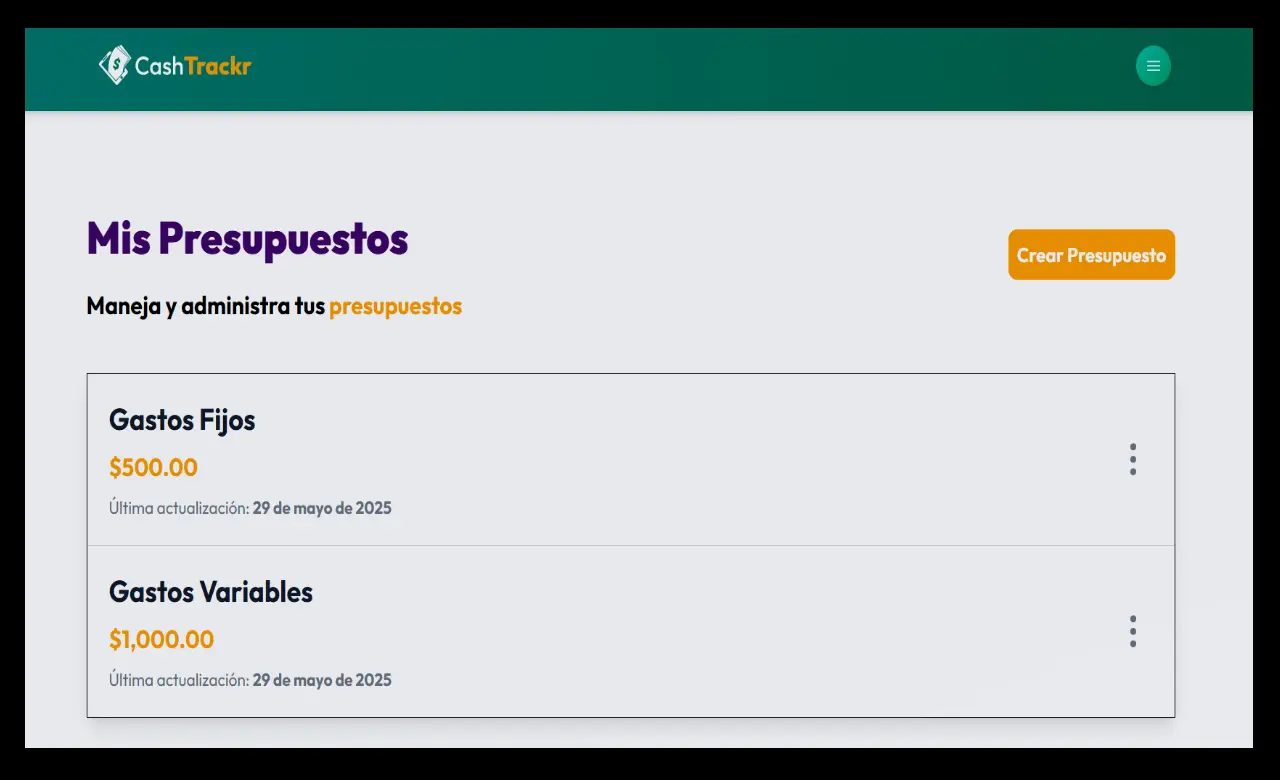 CashTrackr
Mis Presupuestos
Crear Presupuesto
Maneja y administra tus presupuestos
Gastos Fijos
$500.00
Última actualización: 29 de mayo de 2025
Gastos Variables
$1,000.00
Última actualización: 29 de mayo de 2025